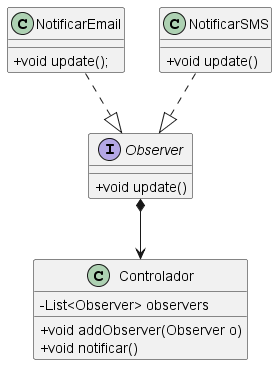 C NotificarEmail
+void update();
C NotificarSMS
+void update()
I Observer
+void update()
C Controlador
-List<Observer> observers
+void addObserver(Observer o)
+void notificar()